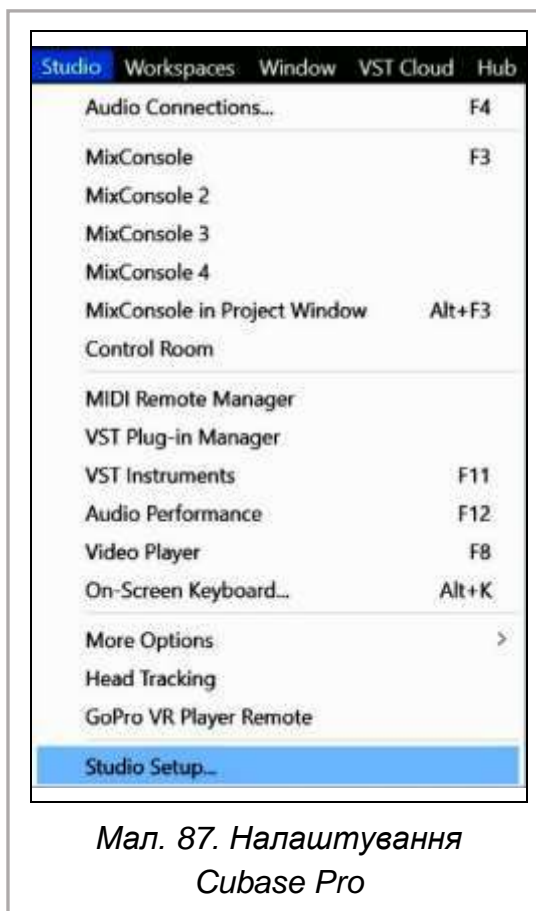 Studio Workspaces Window VST Cloud Hub
Audio Connections... F4
MixConsole F3
MixConsole 2
MixConsole 3
MixConsole 4
MixConsole in Project Window Alt+F3
Control Room
MIDI Remote Manager
VST Plug-in Manager
VST Instruments F11
Audio Performance F12
Video Player F8
On-Screen Keyboard... Alt+K
More Options >
Head Tracking
GoPro VR Player Remote
Studio Setup...
Мал. 87. Налаштування
Cubase Pro